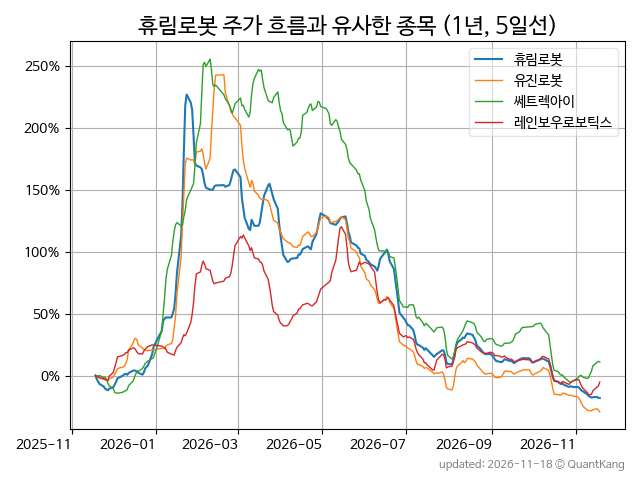 휴림로봇 주가 흐름과 유사한 종목 (1년, 5일선)
휴림로봇
유진로봇
쎄트렉아이
레인보우로보틱스
250%
200%
150%
100%
50%
0%
2025-11
2026-01
2026-03
2026-05
2026-07
2026-09
2026-11
updated: 2026-11-18 © QuantKang